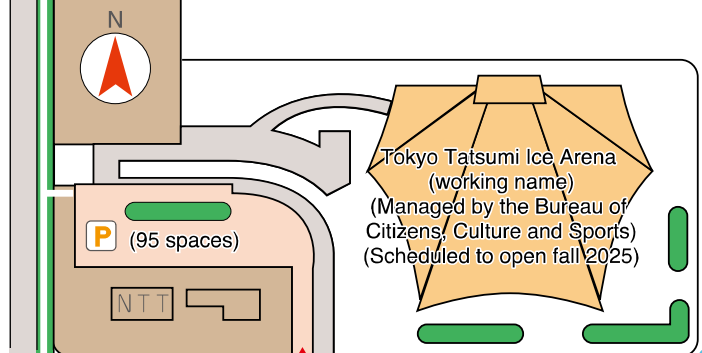 N
Tokyo Tatsumi Ice Arena
(working name)
(Managed by the Bureau of
Citizens, Culture and Sports)
(Scheduled to open fall 2025)
P
(95 spaces)
NTT